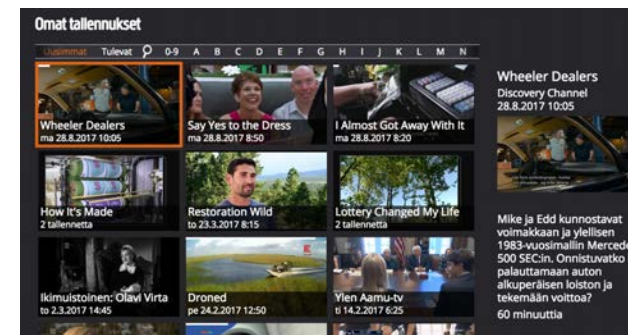 Omat tallennukset
Uusimmat Tulevat 0-9 A B C D E F G H I J K L M N
Wheeler Dealers
ma 28.8.2017 10:05
Say Yes to the Dress
ma 28.8.2017 8:50
I Almost Got Away With It
ma 28.8.2017 8:20
How It's Made
2 tallennetta
Restoration Wild
to 23.3.2017 8:15
Lottery Changed My Life
2 tallennetta
Ikimuistoinen: Olavi Virta
to 2.3.2017 14:45
Droned
pe 24.2.2017 12:50
Ylen Aamu-tv
ti 14.2.2017 6:25
Wheeler Dealers
Discovery Channel
28.8.2017 10:05
Mike ja Edd kunnostavat
voimakkaan ja ylellisen
1983-vuosimallin Mercede
500 SEC:in. Onnistuvatko
palauttamaan auton
alkuperäisen loiston ja
tekemään voittoa?
60 minuuttia